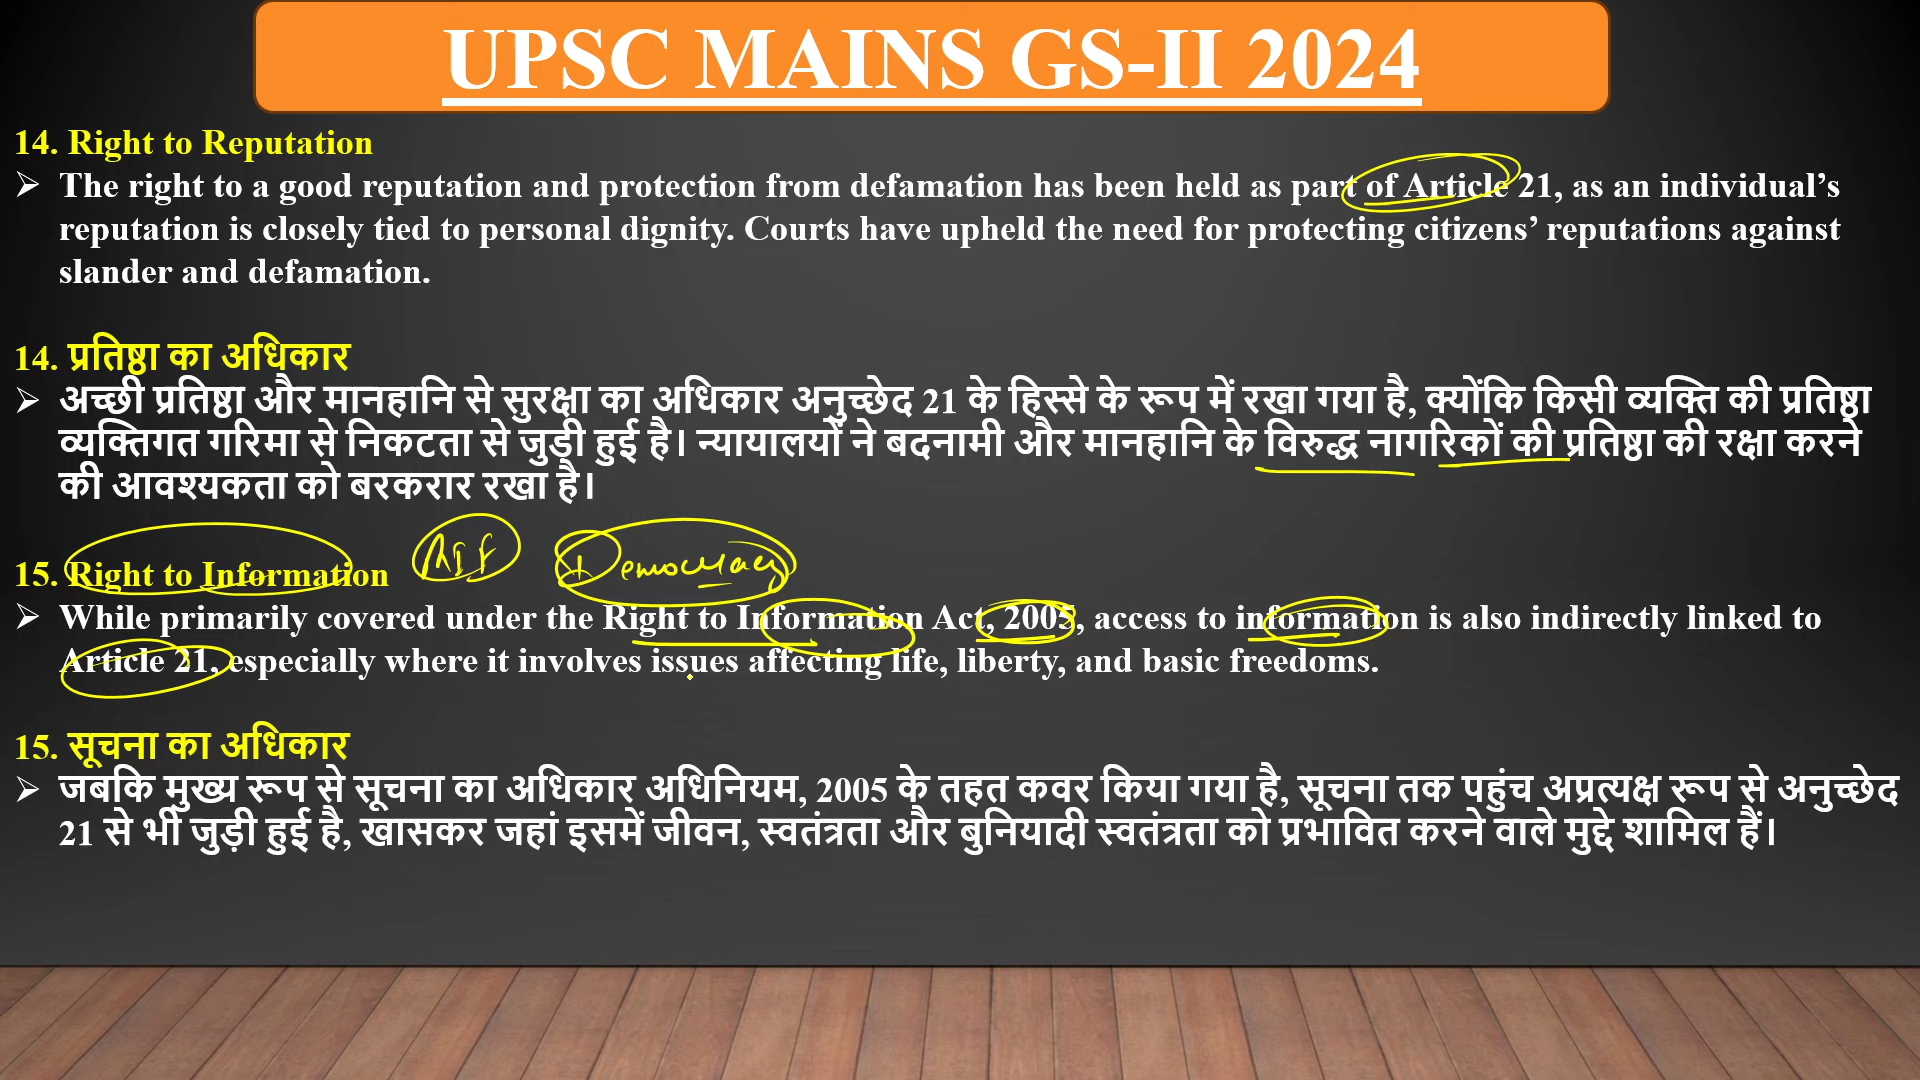 UPSC MAINS GS-II 2024
14. Right to Reputation
➢ The right to a good reputation and protection from defamation has been held as part of Article 21, as an individual's
reputation is closely tied to personal dignity. Courts have upheld the need for protecting citizens' reputations against
slander and defamation.
14. प्रतिष्ठा का अधिकार
➢ अच्छी प्रतिष्ठा और मानहानि से सुरक्षा का अधिकार अनुच्छेद 21 के हिस्से के रूप में रखा गया है, क्योंकि किसी व्यक्ति की प्रतिष्ठा
व्यक्तिगत गरिमा से निकटता से जुड़ी हुई है। न्यायालयों ने बदनामी और मानहानि के विरुद्ध नागरिकों की प्रतिष्ठा की रक्षा करने
की आवश्यकता को बरकरार रखा है।
15. Right to Information Democracy
➢ While primarily covered under the Right to Information Act, 2005, access to information is also indirectly linked to
Article 21, especially where it involves issues affecting life, liberty, and basic freedoms.
15. सूचना का अधिकार
➢ जबकि मुख्य रूप से सूचना का अधिकार अधिनियम, 2005 के तहत कवर किया गया है, सूचना तक पहुंच अप्रत्यक्ष रूप से अनुच्छेद
21 से भी जुड़ी हुई है, खासकर जहां इसमें जीवन, स्वतंत्रता और बुनियादी स्वतंत्रता को प्रभावित करने वाले मुद्दे शामिल हैं।